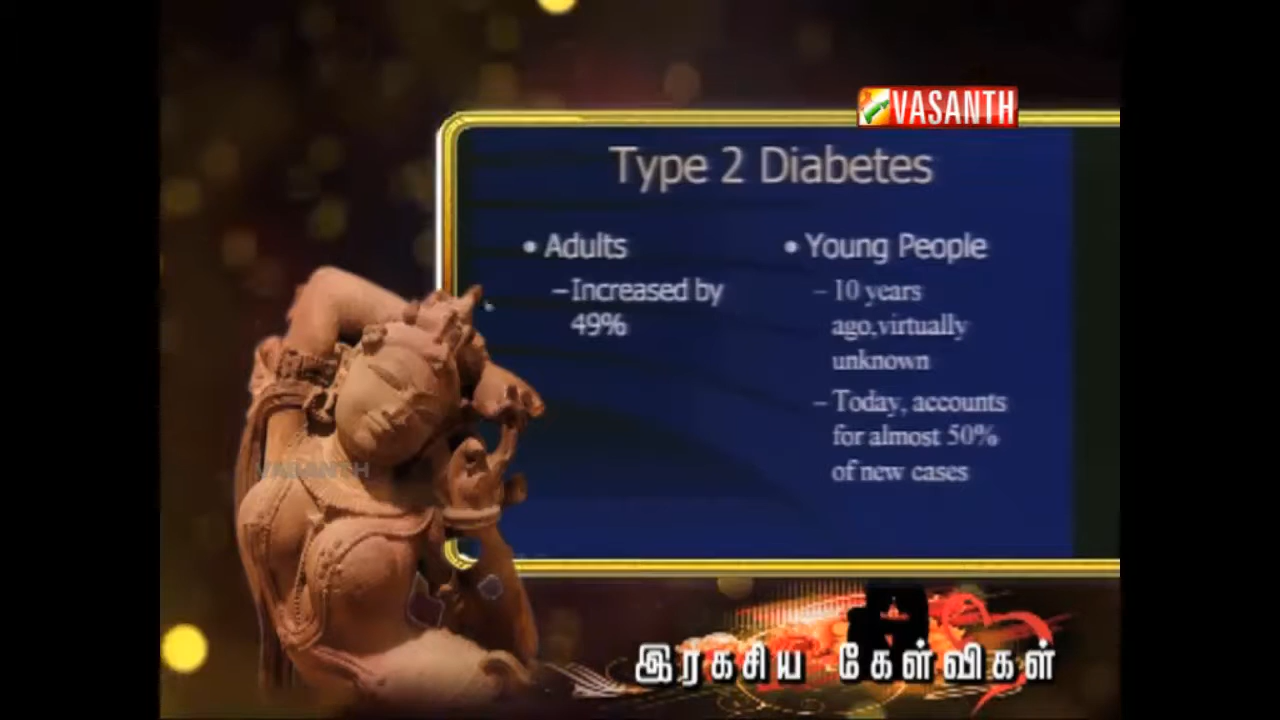 VASANTH
Type 2 Diabetes
• Adults
– Increased by
49%
• Young People
– 10 years
ago,virtually
unknown
– Today, accounts
for almost 50%
of new cases
VASANTH
இரகசிய கேள்விகள்